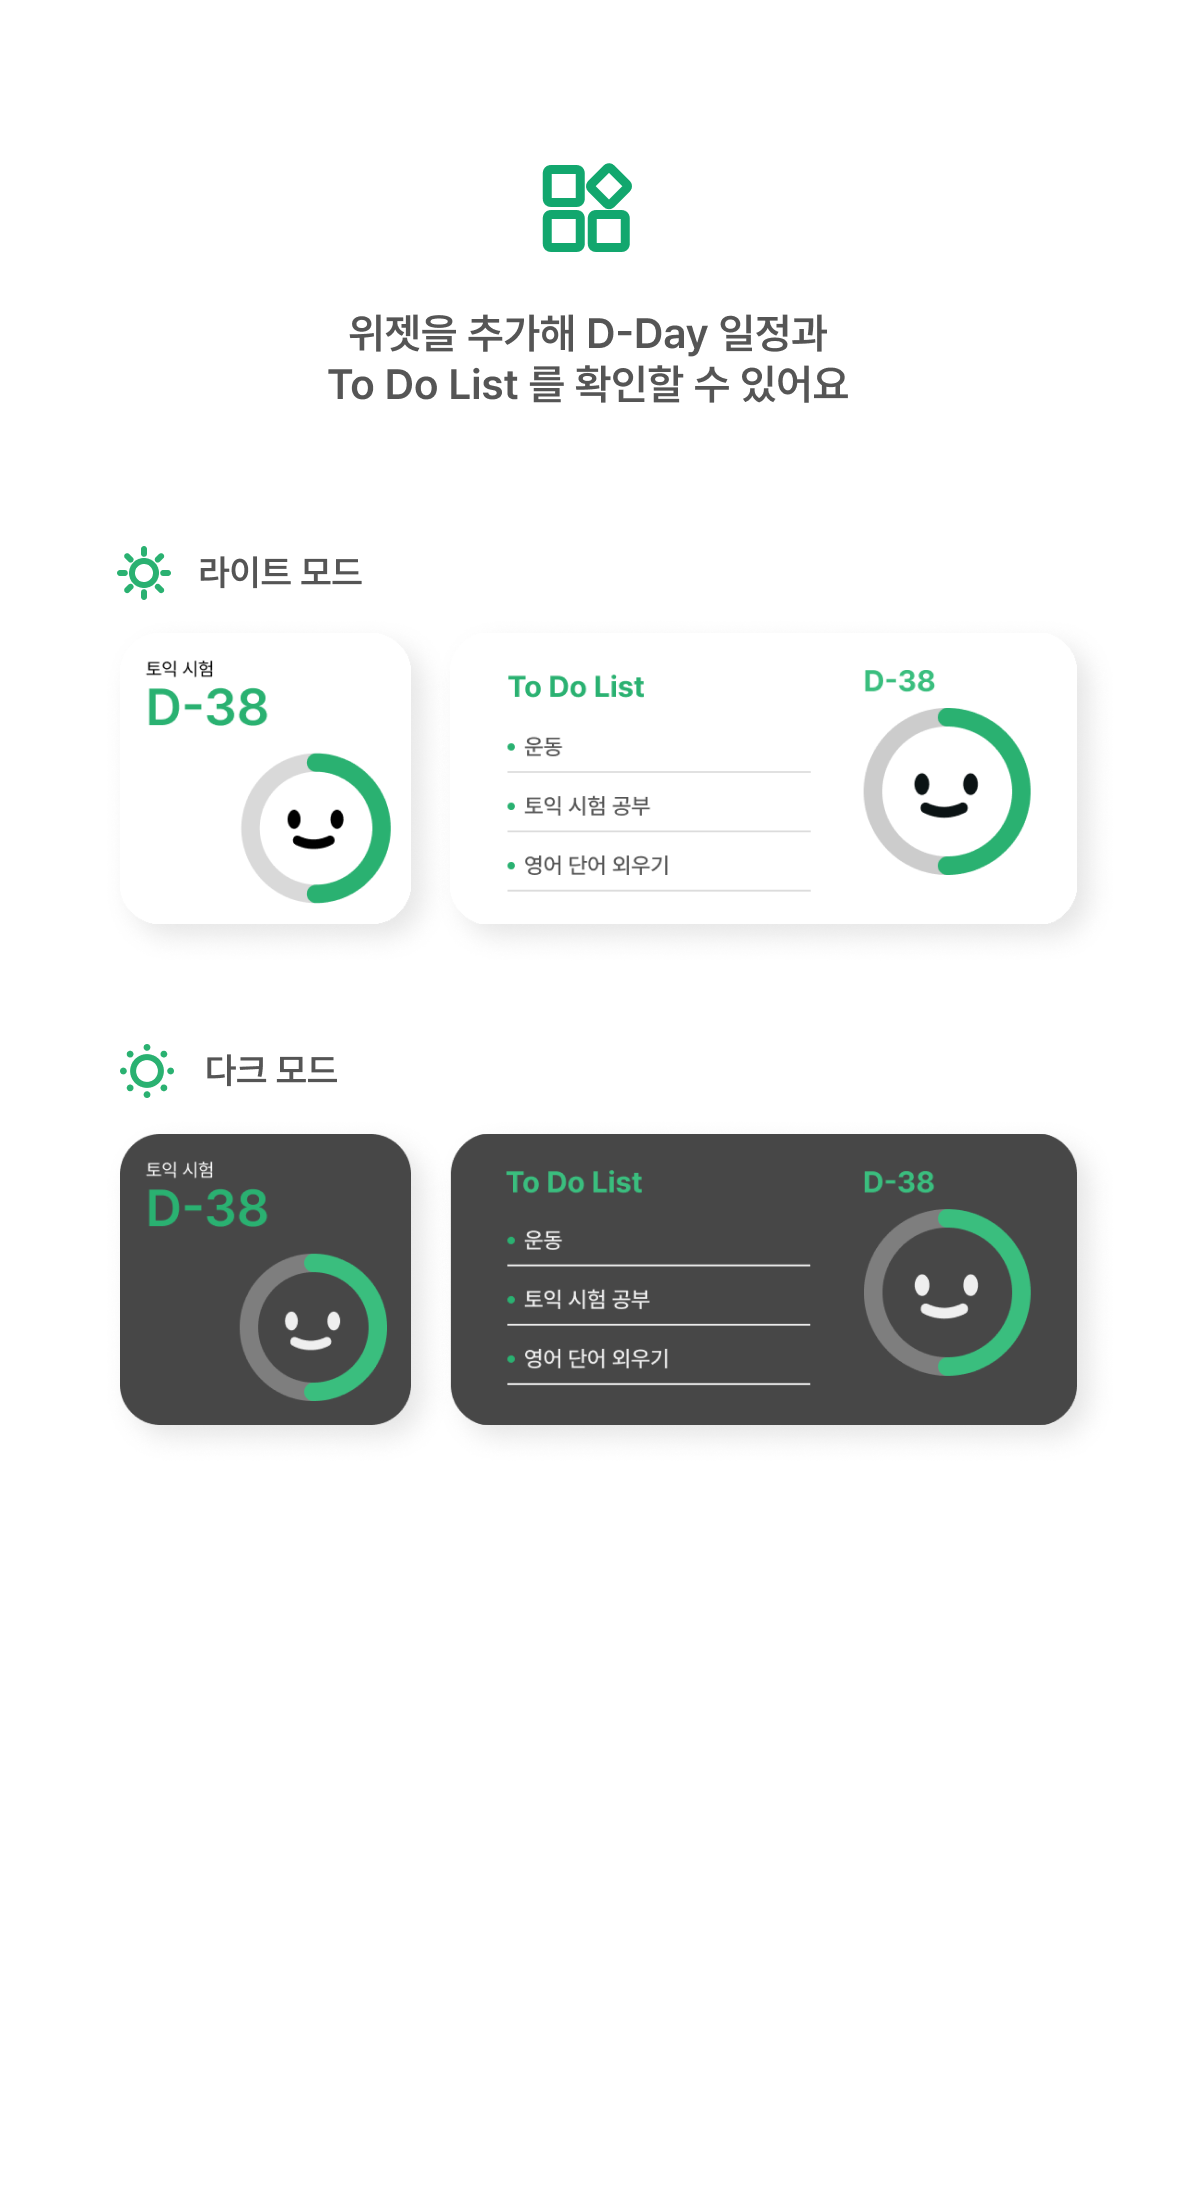 위젯을 추가해 D-Day 일정과
To Do List 를 확인할 수 있어요
라이트 모드
토익 시험
D-38
To Do List
운동
토익 시험 공부
영어 단어 외우기
D-38
다크 모드
토익 시험
D-38
To Do List
운동
토익 시험 공부
영어 단어 외우기
D-38